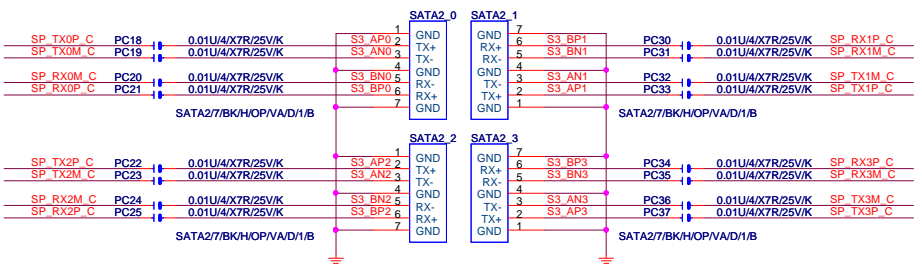 SATA2_0 SATA2_1
1 GND GND 7
SP_TX0P_C PC18 0.01U/4/X7R/25V/K S3_AP0 2 TX+ RX+ 6 S3_BP1 PC30 0.01U/4/X7R/25V/K SP_RX1P_C
SP_TX0M_C PC19 0.01U/4/X7R/25V/K S3_AN0 3 TX- RX- 5 S3_BN1 PC31 0.01U/4/X7R/25V/K SP_RX1M_C
4 GND GND 4
SP_RX0M_C PC20 0.01U/4/X7R/25V/K S3_BN0 5 RX- TX- 3 S3_AN1 PC32 0.01U/4/X7R/25V/K SP_TX1M_C
SP_RX0P_C PC21 0.01U/4/X7R/25V/K S3_BP0 6 RX+ TX+ 2 S3_AP1 PC33 0.01U/4/X7R/25V/K SP_TX1P_C
7 GND GND 1
SATA2/7/BK/H/OP/VA/D/1/B SATA2/7/BK/H/OP/VA/D/1/B
SATA2_2 SATA2_3
1 GND GND 7
SP_TX2P_C PC22 0.01U/4/X7R/25V/K S3_AP2 2 TX+ RX+ 6 S3_BP3 PC34 0.01U/4/X7R/25V/K SP_RX3P_C
SP_TX2M_C PC23 0.01U/4/X7R/25V/K S3_AN2 3 TX- RX- 5 S3_BN3 PC35 0.01U/4/X7R/25V/K SP_RX3M_C
4 GND GND 4
SP_RX2M_C PC24 0.01U/4/X7R/25V/K S3_BN2 5 RX- TX- 3 S3_AN3 PC36 0.01U/4/X7R/25V/K SP_TX3M_C
SP_RX2P_C PC25 0.01U/4/X7R/25V/K S3_BP2 6 RX+ TX+ 2 S3_AP3 PC37 0.01U/4/X7R/25V/K SP_TX3P_C
7 GND GND 1
SATA2/7/BK/H/OP/VA/D/1/B SATA2/7/BK/H/OP/VA/D/1/B